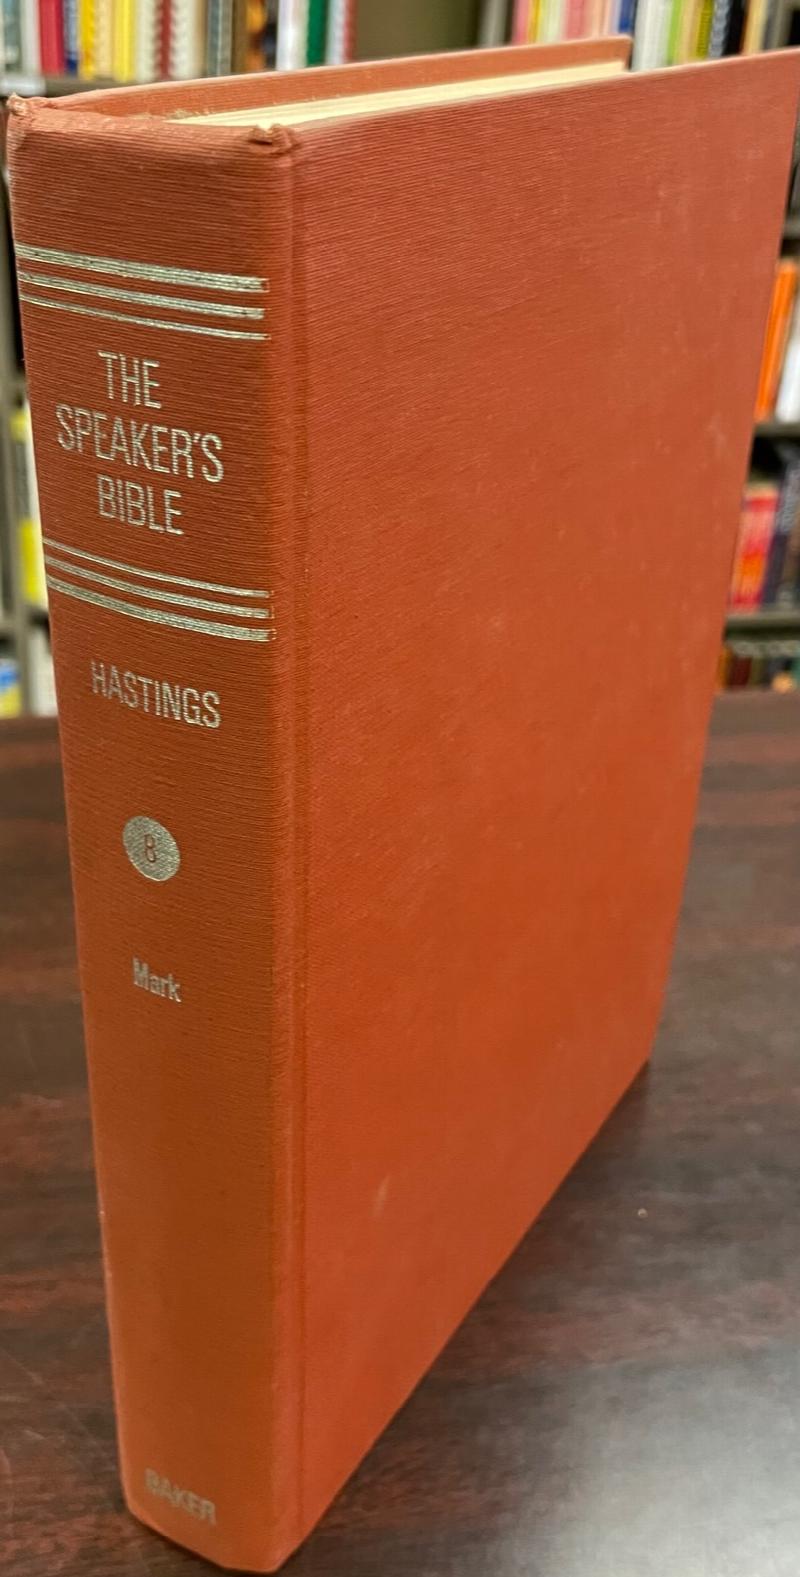 THE
SPEAKER'S
BIBLE
HASTINGS
8
Mark
BAKER